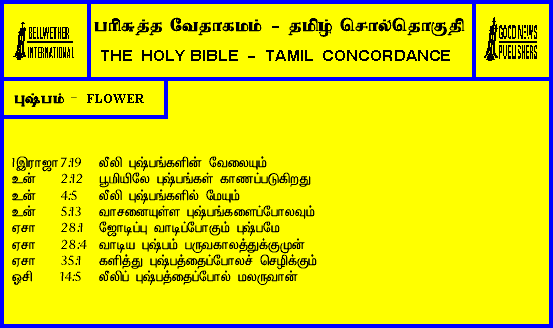 BELLWETHER
INTERNATIONAL
பரிசுத்த வேதாகமம் - தமிழ் சொல்தொகுதி
THE HOLY BIBLE - TAMIL CONCORDANCE
GOOD NEWS
PUBLISHERS
புஷ்பம் - FLOWER
1இராஜா 7:19 லீலி புஷ்பங்களின் வேலையும்
உன் 2:12 பூமியிலே புஷ்பங்கள் காணப்படுகிறது
உன் 4:5 லீலி புஷ்பங்களில் மேயும்
உன் 5:13 வாசனையுள்ள புஷ்பங்களைப்போலவும்
ஏசா 28:1 ஜோடிப்பு வாடிப்போகும் புஷ்பமே
ஏசா 28:4 வாடிய புஷ்பம் பருவகாலத்துக்குமுன்
ஏசா 35:1 களித்து புஷ்பத்தைப்போலச் செழிக்கும்
ஓசி 14:5 லீலிப் புஷ்பத்தைப்போல் மலருவான்